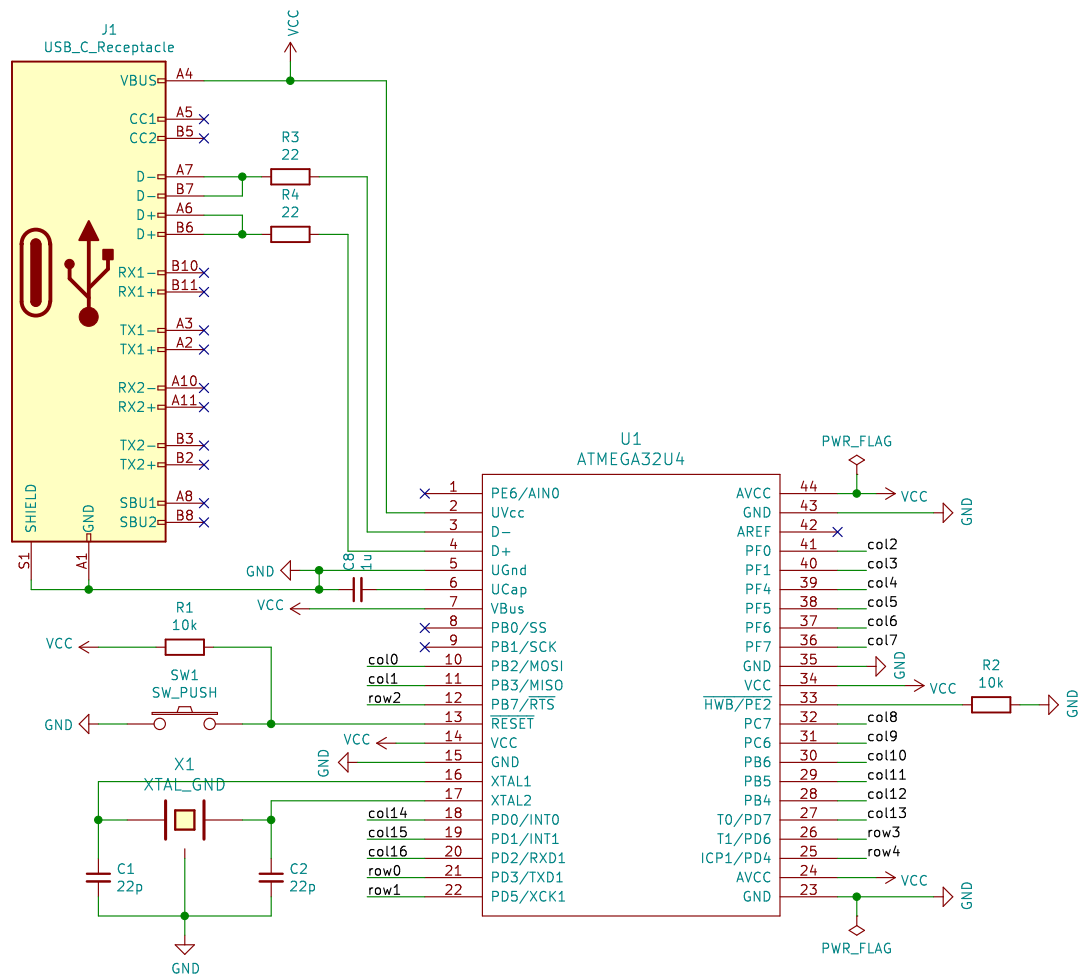 J1
USB_C_Receptacle
VCC
VBUS A4
CC1 A5
CC2 B5
D- A7
D- B7
D+ A6
D+ B6
RX1- B10
RX1+ B11
TX1- A3
TX1+ A2
RX2- A10
RX2+ A11
TX2- B3
TX2+ B2
SBU1 A8
SBU2 B8
SHIELD
GND
S1
A1
R3
22
R4
22
U1
ATMEGA32U4
1 PE6/AIN0
2 UVcc
3 D-
4 D+
5 UGnd
6 UCap
7 VBus
8 PB0/SS
9 PB1/SCK
10 PB2/MOSI
11 PB3/MISO
12 PB7/RTS
13 RESET
14 VCC
15 GND
16 XTAL1
17 XTAL2
18 PD0/INT0
19 PD1/INT1
20 PD2/RXD1
21 PD3/TXD1
22 PD5/XCK1
AVCC 44
GND 43
AREF 42
PF0 41
PF1 40
PF4 39
PF5 38
PF6 37
PF7 36
GND 35
VCC 34
HWB/PE2 33
PC7 32
PC6 31
PB6 30
PB5 29
PB4 28
T0/PD7 27
T1/PD6 26
ICP1/PD4 25
AVCC 24
GND 23
C8
1u
GND
VCC
R1
10k
VCC
SW1
SW_PUSH
GND
col0
col1
row2
VCC
GND
X1
XTAL_GND
C1
22p
C2
22p
GND
col14
col15
col16
row0
row1
PWR_FLAG
VCC
GND
col2
col3
col4
col5
col6
col7
GND
VCC
R2
10k
GND
col8
col9
col10
col11
col12
col13
row3
row4
VCC
GND
PWR_FLAG